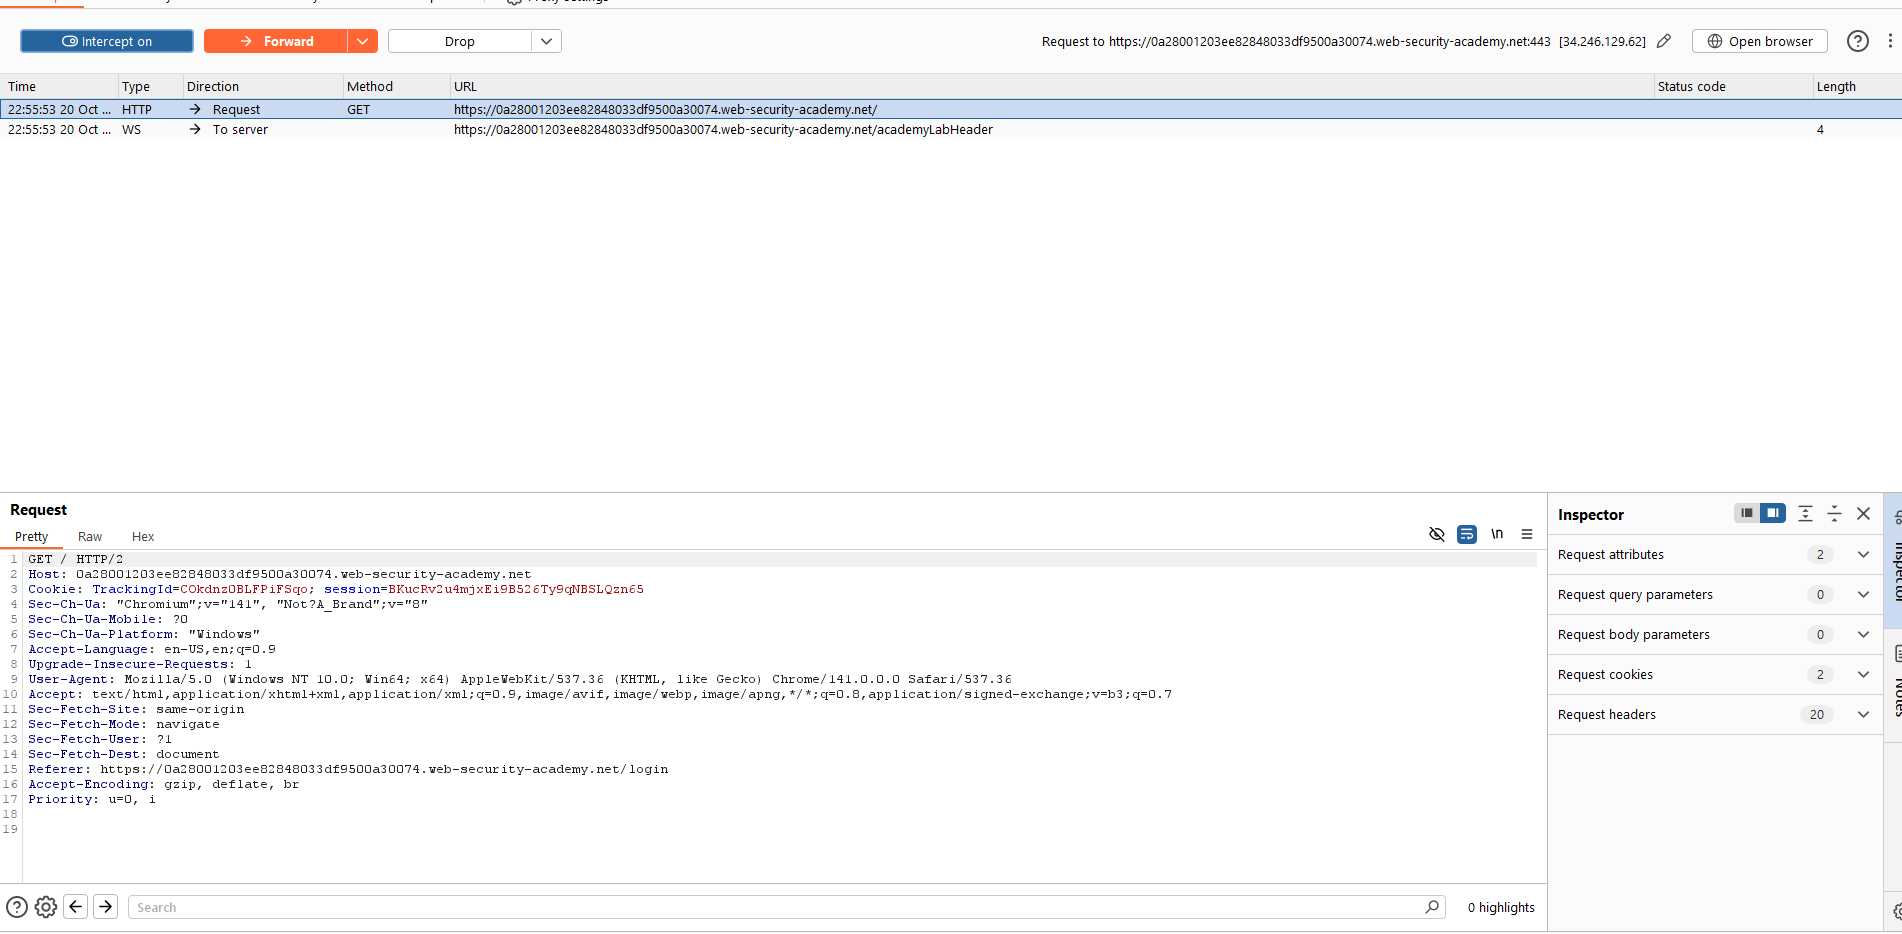 Intercept on
Forward
Drop
Request to https://0a28001203ee82848033df9500a30074.web-security-academy.net:443 [34.246.129.62]
Open browser
Time Type Direction Method URL Status code Length
22:55:53 20 Oct ... HTTP → Request GET https://0a28001203ee82848033df9500a30074.web-security-academy.net/
22:55:53 20 Oct ... WS → To server https://0a28001203ee82848033df9500a30074.web-security-academy.net/academyLabHeader 4
Request
Pretty Raw Hex
\n
1 GET / HTTP/2
2 Host: 0a28001203ee82848033df9500a30074.web-security-academy.net
3 Cookie: TrackingId=COkdnz0BLFPiFSqo; session=BKucRv2u4mjxEi9B526Ty9qNBSLQzn65
4 Sec-Ch-Ua: "Chromium";v="141", "Not?A_Brand";v="8"
5 Sec-Ch-Ua-Mobile: ?0
6 Sec-Ch-Ua-Platform: "Windows"
7 Accept-Language: en-US,en;q=0.9
8 Upgrade-Insecure-Requests: 1
9 User-Agent: Mozilla/5.0 (Windows NT 10.0; Win64; x64) AppleWebKit/537.36 (KHTML, like Gecko) Chrome/141.0.0.0 Safari/537.36
10 Accept: text/html,application/xhtml+xml,application/xml;q=0.9,image/avif,image/webp,image/apng,*/*;q=0.8,application/signed-exchange;v=b3;q=0.7
11 Sec-Fetch-Site: same-origin
12 Sec-Fetch-Mode: navigate
13 Sec-Fetch-User: ?1
14 Sec-Fetch-Dest: document
15 Referer: https://0a28001203ee82848033df9500a30074.web-security-academy.net/login
16 Accept-Encoding: gzip, deflate, br
17 Priority: u=0, i
18
19
Search
0 highlights
Inspector
Request attributes 2
Request query parameters 0
Request body parameters 0
Request cookies 2
Request headers 20
Inspector
Notes